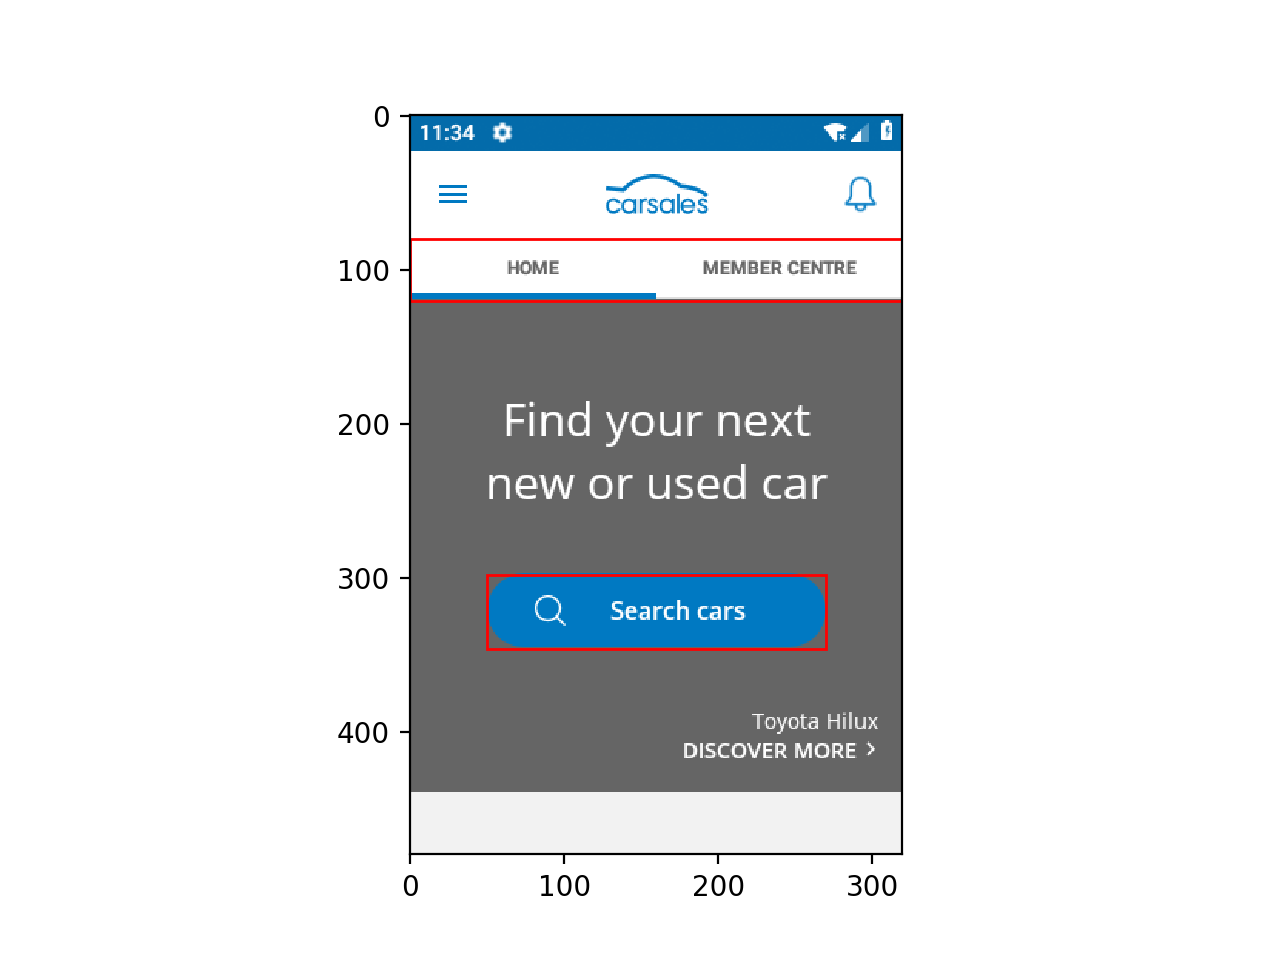 0
100
200
300
400
11:34
carsales
HOME
MEMBER CENTRE
Find your next
new or used car
Search cars
Toyota Hilux
DISCOVER MORE >
0
100
200
300